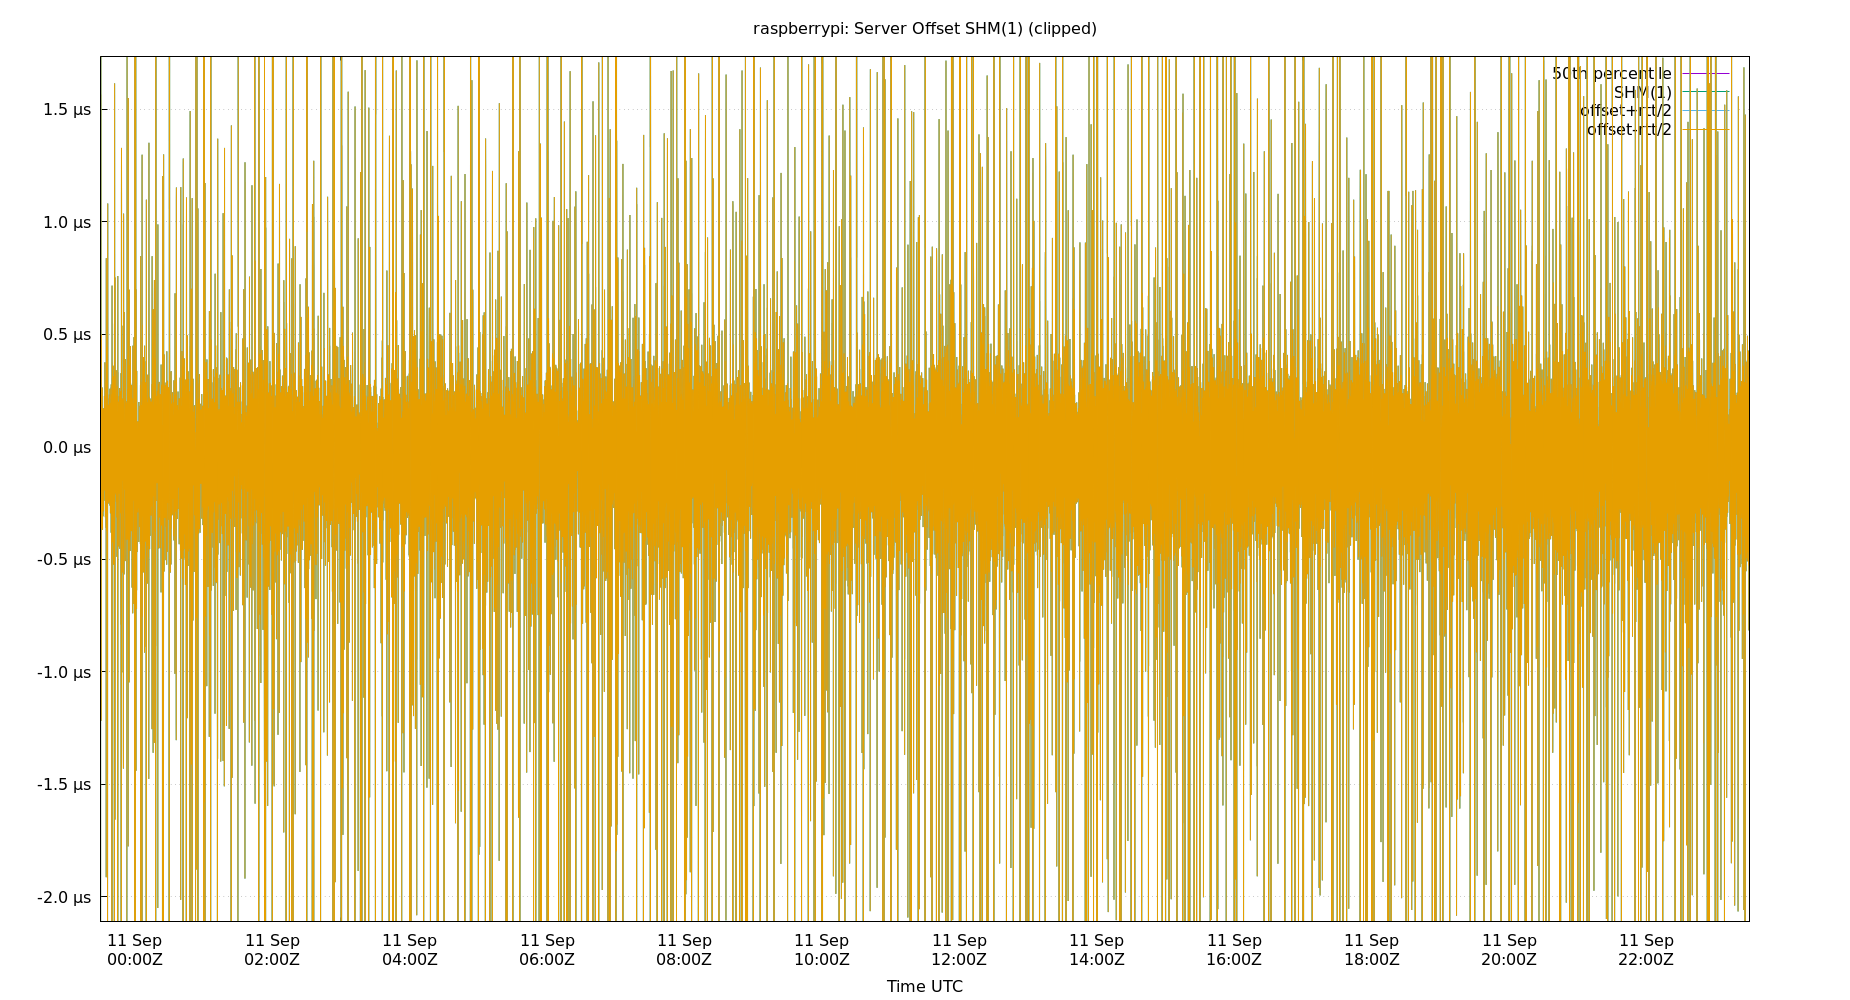 raspberrypi: Server Offset SHM(1) (clipped)
50th percentile
SHM(1)
offset+rtt/2
offset-rtt/2
1.5 µs
1.0 µs
0.5 µs
0.0 µs
-0.5 µs
-1.0 µs
-1.5 µs
-2.0 µs
11 Sep 11 Sep 11 Sep 11 Sep 11 Sep 11 Sep 11 Sep 11 Sep 11 Sep 11 Sep 11 Sep 11 Sep
00:00Z 02:00Z 04:00Z 06:00Z 08:00Z 10:00Z 12:00Z 14:00Z 16:00Z 18:00Z 20:00Z 22:00Z
Time UTC